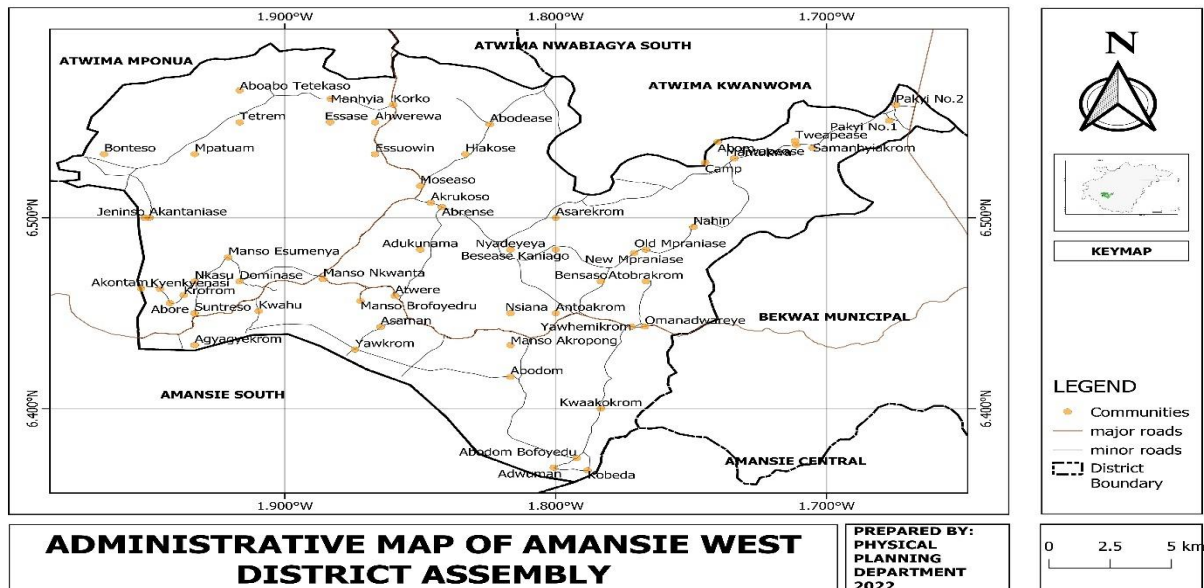 1.900°W 1.800°W 1.700°W
ATWIMA NWABIAGYA SOUTH
ATWIMA MPONUA
ATWIMA KWANWOMA
Aboabo Tetekaso
Manhyia Korko
Pakyi No.2
Tetrem Essase Ahwerewa Abodease
Pakyi No.1
Tweapease
Bonteso Mpatuam Essuowin Hiakose
Abom Samanhyiakrom
Camp
Moseaso
Akrukoso
Jeninso Akantaniase Abrense Asarekrom
Nahin
6.500°N 6.500°N
Manso Esumenya Adukunama Nyadeyeya Old Mpraniase
Besease Kaniago New Mpraniase
Nkasu Dominase Manso Nkwanta Bensaso Atobrakrom
Akontam Kyenkyenasi
Krofrom Atwere
Abore Suntreso Kwahu Manso Brofoyedru Nsiana Antoakrom
Asaman Yawhemikrom Omanadwareye
BEKWAI MUNICIPAL
Agyagyekrom Yawkrom Manso Akropong
Abodom
AMANSIE SOUTH
Kwaakokrom
6.400°N 6.400°N
Abodom Bofoyedu
Adwuman Kobeda
AMANSIE CENTRAL
1.900°W 1.800°W 1.700°W
N
KEYMAP
LEGEND
Communities
major roads
minor roads
District
Boundary
ADMINISTRATIVE MAP OF AMANSIE WEST
DISTRICT ASSEMBLY
PREPARED BY:
PHYSICAL
PLANNING
DEPARTMENT
2022
0 2.5 5 km